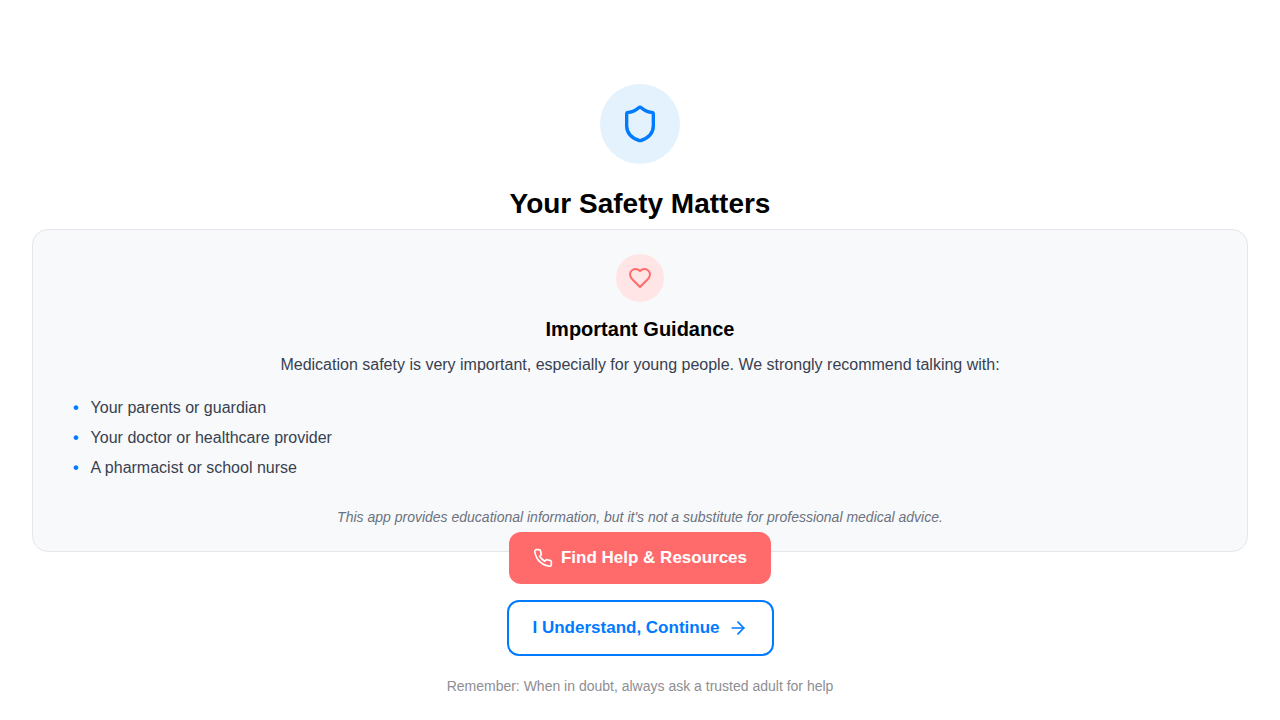 Your Safety Matters
Important Guidance
Medication safety is very important, especially for young people. We strongly recommend talking with:
• Your parents or guardian
• Your doctor or healthcare provider
• A pharmacist or school nurse
This app provides educational information, but it's not a substitute for professional medical advice.
Find Help & Resources
I Understand, Continue
Remember: When in doubt, always ask a trusted adult for help